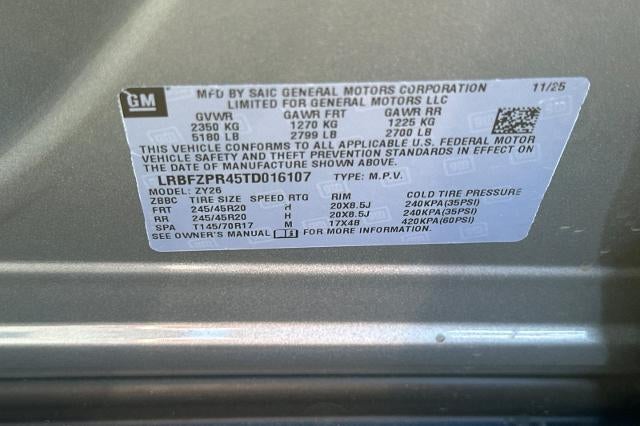 GM
MFD BY SAIC GENERAL MOTORS CORPORATION 11/25
LIMITED FOR GENERAL MOTORS LLC
GVWR GAWR FRT GAWR RR
2350 KG 1270 KG 1225 KG
5180 LB 2799 LB 2700 LB
THIS VEHICLE CONFORMS TO ALL APPLICABLE U.S. FEDERAL MOTOR
VEHICLE SAFETY AND THEFT PREVENTION STANDARDS IN EFFECT ON
THE DATE OF MANUFACTURE SHOWN ABOVE.
LRBFZPR45TD016107 TYPE: M.P.V.
MODEL: ZY26
ZBBC TIRE SIZE SPEED RTG RIM COLD TIRE PRESSURE
FRT 245/45R20 H 20X8.5J 240KPA(35PSI)
RR 245/45R20 H 20X8.5J 240KPA(35PSI)
SPA T145/70R17 M 17X4B 420KPA(60PSI)
SEE OWNER'S MANUAL FOR MORE INFORMATION.